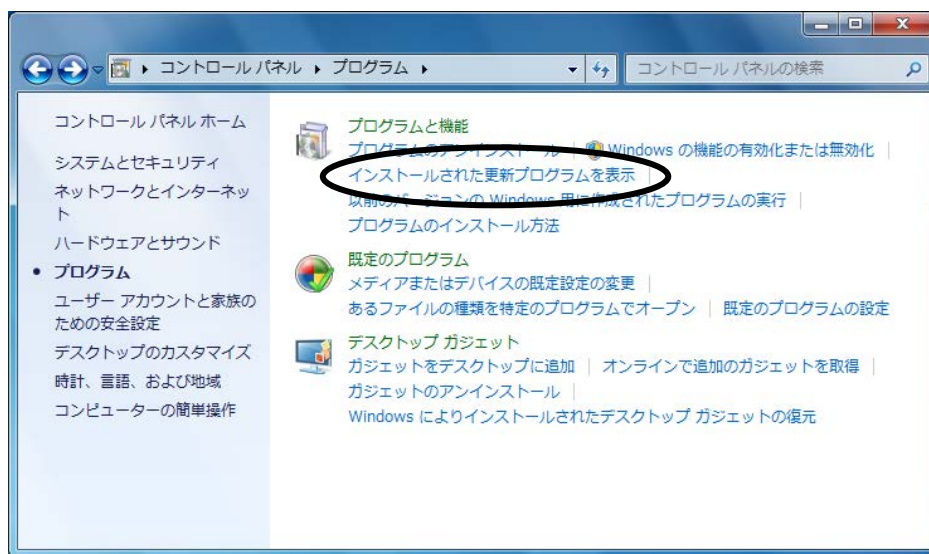 コントロール パネル ▸ プログラム ▸
コントロール パネルの検索
コントロール パネル ホーム
システムとセキュリティ
ネットワークとインターネッ
ト
ハードウェアとサウンド
• プログラム
ユーザー アカウントと家族の
ための安全設定
デスクトップのカスタマイズ
時計、言語、および地域
コンピューターの簡単操作
プログラムと機能
プログラムのアンインストール | Windows の機能の有効化または無効化 |
インストールされた更新プログラムを表示 |
以前のバージョンの Windows 用に作成されたプログラムの実行 |
プログラムのインストール方法
既定のプログラム
メディアまたはデバイスの既定設定の変更 |
あるファイルの種類を特定のプログラムでオープン | 既定のプログラムの設定
デスクトップ ガジェット
ガジェットをデスクトップに追加 | オンラインで追加のガジェットを取得 |
ガジェットのアンインストール |
Windows によりインストールされたデスクトップ ガジェットの復元